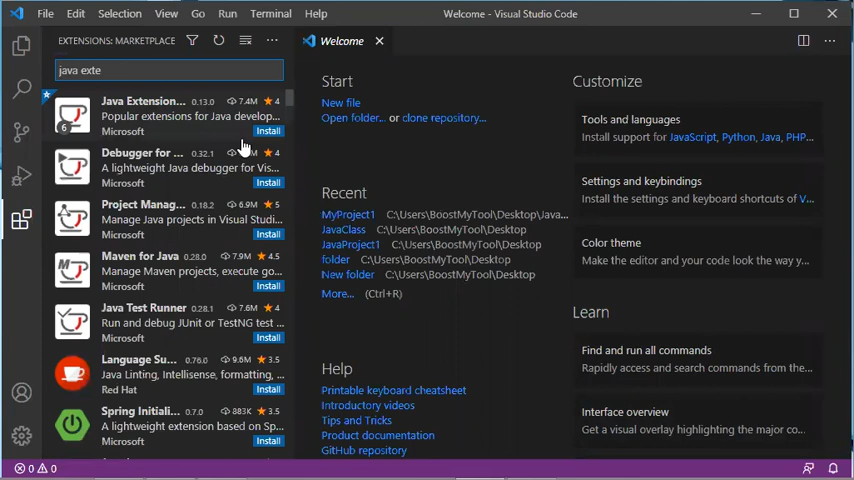 File Edit Selection View Go Run Terminal Help Welcome - Visual Studio Code
EXTENSIONS: MARKETPLACE
java exte
Java Extension... 0.13.0 7.4M 4
Popular extensions for Java develop...
Microsoft Install
6
Debugger for ... 0.32.1
A lightweight Java debugger for Vis...
Microsoft Install
Project Manag... 0.18.2 6.9M 5
Manage Java projects in Visual Studi...
Microsoft Install
Maven for Java 0.28.0 7.9M 4.5
Manage Maven projects, execute go...
Microsoft Install
Java Test Runner 0.28.1 7.6M 4
Run and debug JUnit or TestNG test ...
Microsoft Install
Language Su... 0.76.0 9.6M 3.5
Java Linting, Intellisense, formatting, ...
Red Hat Install
Spring Initiali... 0.7.0 883K 3.5
A lightweight extension based on Sp...
Microsoft Install
Welcome
Start
New file
Open folder... or clone repository...
Recent
MyProject1 C:\Users\BoostMyTool\Desktop\Java...
JavaClass C:\Users\BoostMyTool\Desktop
JavaProject1 C:\Users\BoostMyTool\Desktop
folder C:\Users\BoostMyTool\Desktop
New folder C:\Users\BoostMyTool\Desktop
More... (Ctrl+R)
Help
Printable keyboard cheatsheet
Introductory videos
Tips and Tricks
Product documentation
GitHub repository
Customize
Tools and languages
Install support for JavaScript, Python, Java, PHP...
Settings and keybindings
Install the settings and keyboard shortcuts of V...
Color theme
Make the editor and your code look the way y...
Learn
Find and run all commands
Rapidly access and search commands from the...
Interface overview
Get a visual overlay highlighting the major co...
0 0